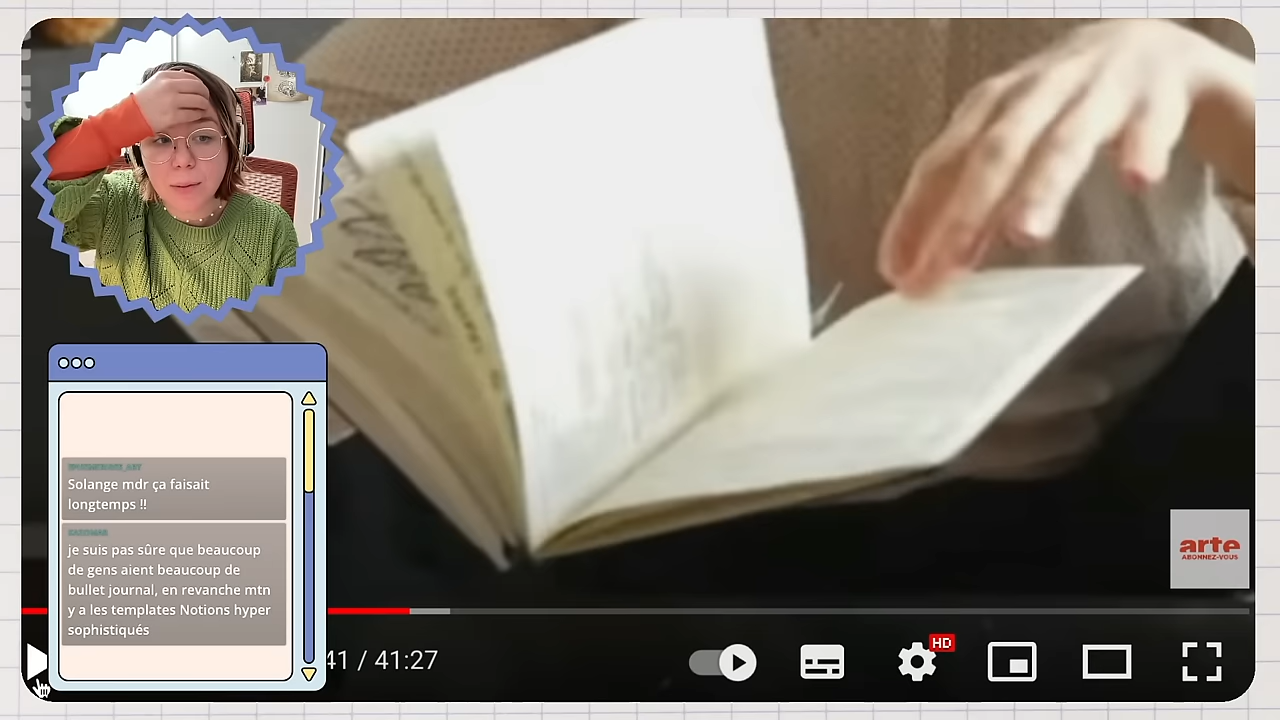 Solange mdr ça faisait
longtemps !!
je suis pas sûre que beaucoup
de gens aient beaucoup de
bullet journal, en revanche mtn
y a les templates Notions hyper
sophistiqués
41 / 41:27
HD
arte
ABONNEZ-VOUS